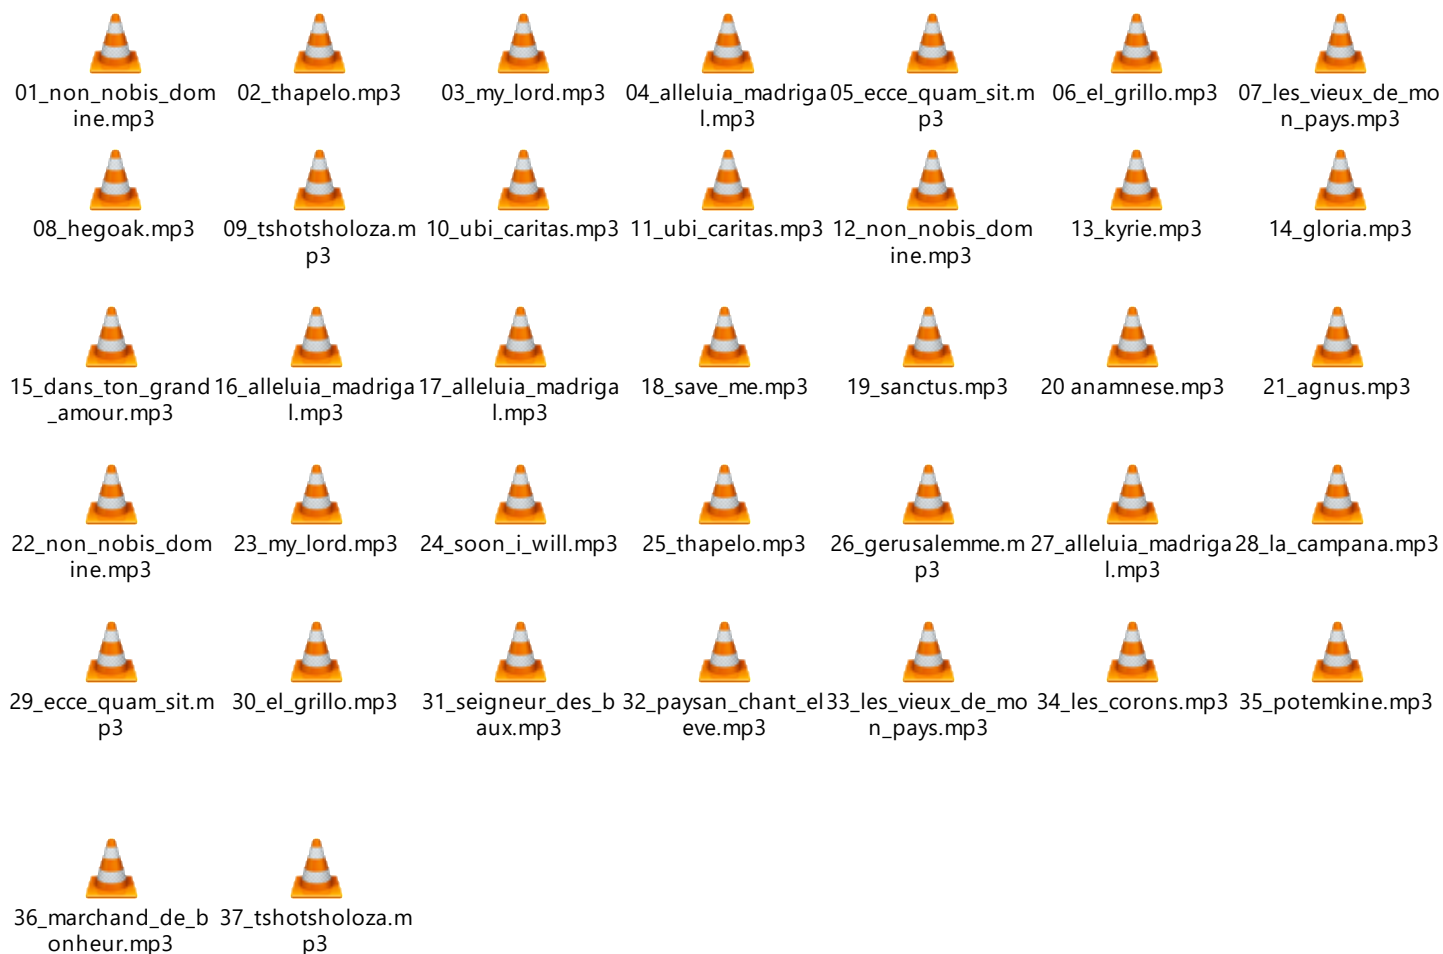 01_non_nobis_dom
ine.mp3
02_thapelo.mp3
03_my_lord.mp3
04_alleluia_madriga
l.mp3
05_ecce_quam_sit.m
p3
06_el_grillo.mp3
07_les_vieux_de_mo
n_pays.mp3
08_hegoak.mp3
09_tshotsholoza.m
p3
10_ubi_caritas.mp3
11_ubi_caritas.mp3
12_non_nobis_dom
ine.mp3
13_kyrie.mp3
14_gloria.mp3
15_dans_ton_grand
_amour.mp3
16_alleluia_madriga
l.mp3
17_alleluia_madriga
l.mp3
18_save_me.mp3
19_sanctus.mp3
20 anamnese.mp3
21_agnus.mp3
22_non_nobis_dom
ine.mp3
23_my_lord.mp3
24_soon_i_will.mp3
25_thapelo.mp3
26_gerusalemme.m
p3
27_alleluia_madriga
l.mp3
28_la_campana.mp3
29_ecce_quam_sit.m
p3
30_el_grillo.mp3
31_seigneur_des_b
aux.mp3
32_paysan_chant_el
eve.mp3
33_les_vieux_de_mo
n_pays.mp3
34_les_corons.mp3
35_potemkine.mp3
36_marchand_de_b
onheur.mp3
37_tshotsholoza.m
p3